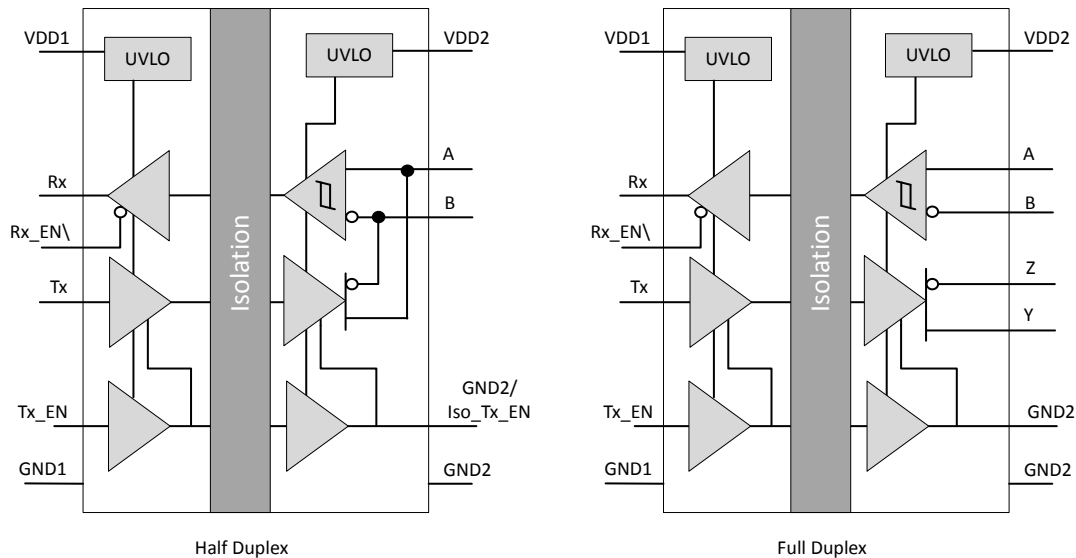 VDD1
UVLO
UVLO
VDD2
Rx
A
B
Rx_EN\
Isolation
Tx
Tx_EN
GND2/
Iso_Tx_EN
GND1
GND2
Half Duplex
VDD1
UVLO
UVLO
VDD2
Rx
A
B
Rx_EN\
Isolation
Z
Tx
Y
Tx_EN
GND2
GND1
GND2
Full Duplex